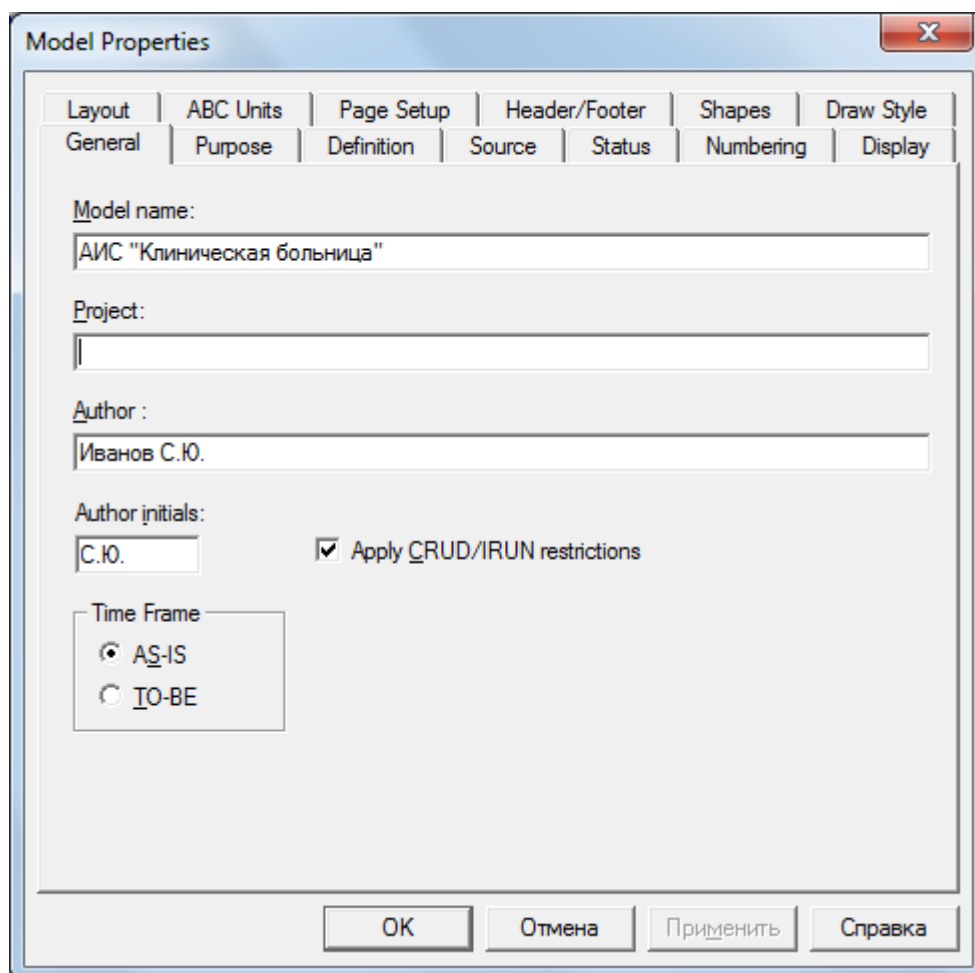 Model Properties
Layout ABC Units Page Setup Header/Footer Shapes Draw Style
General Purpose Definition Source Status Numbering Display
Model name:
АИС "Клиническая больница"
Project:
Author :
Иванов С.Ю.
Author initials:
С.Ю. Apply CRUD/IRUN restrictions
Time Frame
AS-IS
TO-BE
OK Отмена Применить Справка